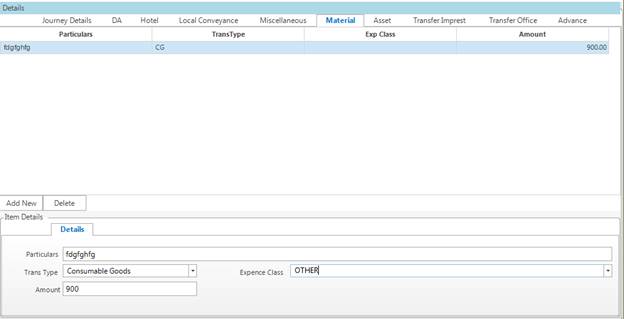 Details
Journey Details DA Hotel Local Conveyance Miscellaneous Material Asset Transfer Imprest Transfer Office Advance
Particulars TransType Exp Class Amount
fdgfghfg CG 900.00
Add New Delete
Item Details
Details
Particulars fdgfghfg
Trans Type Consumable Goods Expence Class OTHER
Amount 900